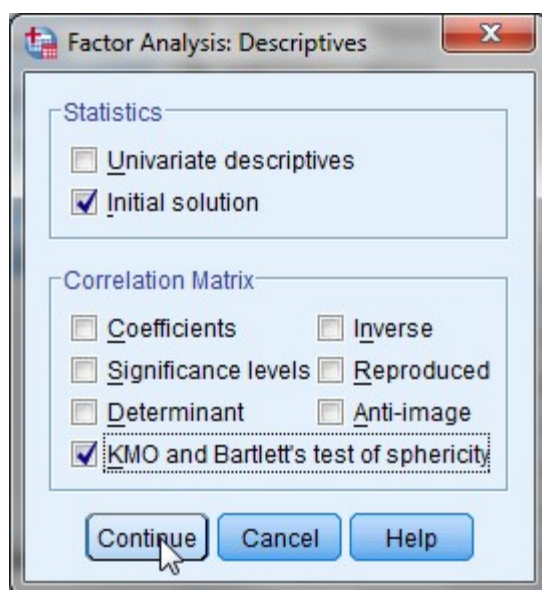 Factor Analysis: Descriptives
Statistics
Univariate descriptives
Initial solution
Correlation Matrix
Coefficients Inverse
Significance levels Reproduced
Determinant Anti-image
KMO and Bartlett's test of sphericity
Continue Cancel Help